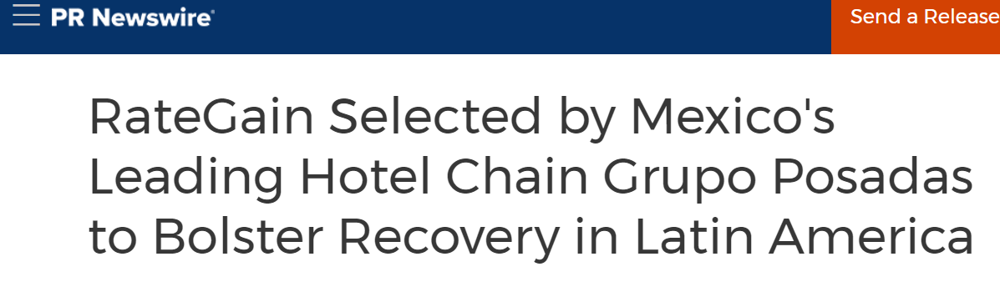 PR Newswire®
Send a Release
RateGain Selected by Mexico's
Leading Hotel Chain Grupo Posadas
to Bolster Recovery in Latin America